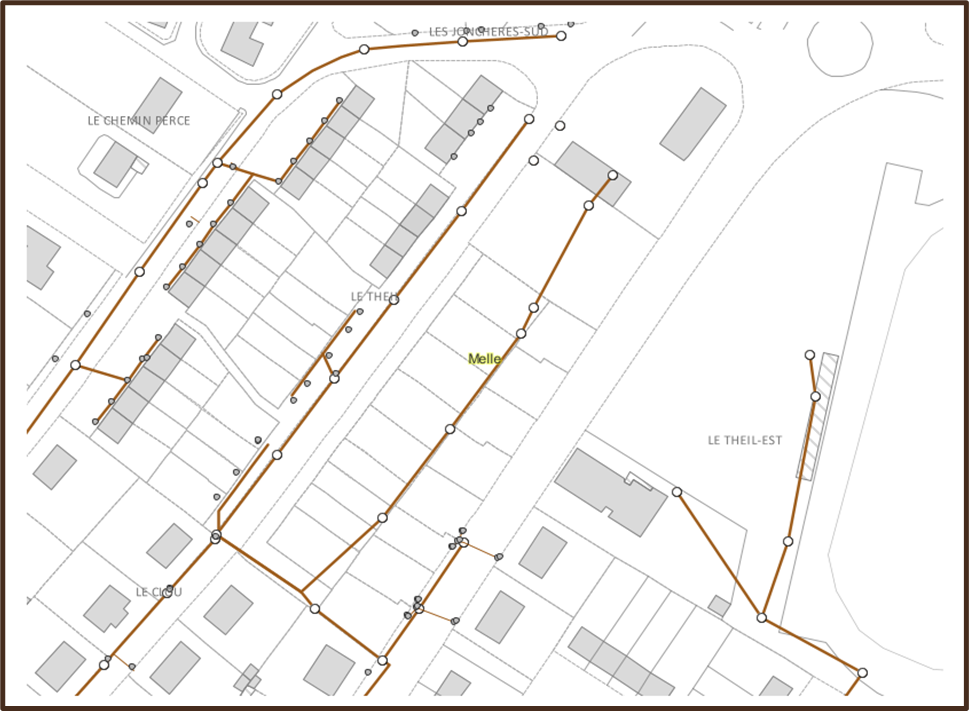 LES JONCHERES-SUD
LE CHEMIN PERCE
LE THEIL
Melle
LE THEIL-EST
LE CLOU